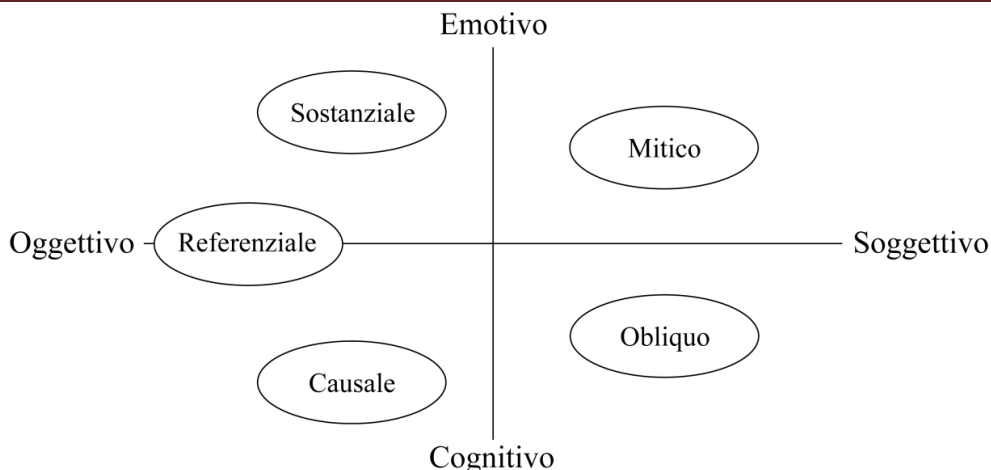 Emotivo
Sostanziale
Mitico
Oggettivo Referenziale Soggettivo
Obliquo
Causale
Cognitivo